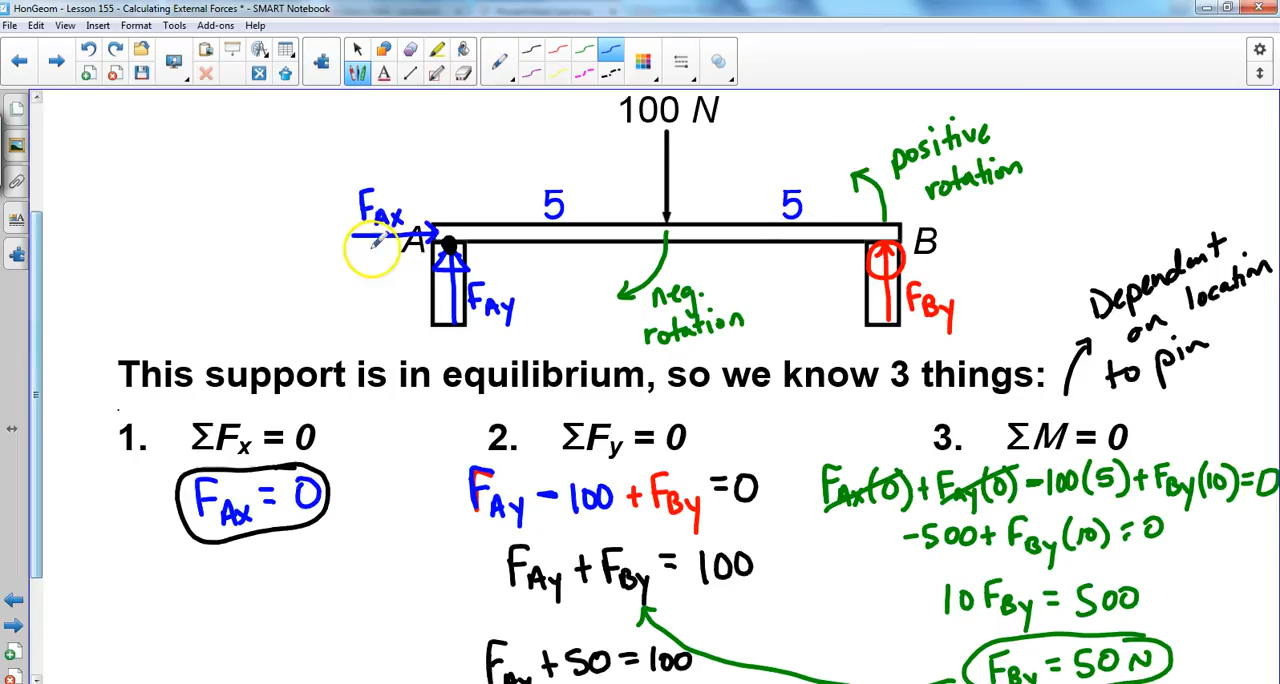 HonGeom - Lesson 155 - Calculating External Forces * - SMART Notebook
File Edit View Insert Format Tools Add-ons Help
100 N
positive
rotation
5 5
FAx
A B
FAy
neg.
rotation
FBy
Dependant
on location
to pin
This support is in equilibrium, so we know 3 things:
1. ΣFx = 0
FAx = 0
2. ΣFy = 0
FAy - 100 + FBy = 0
FAy + FBy = 100
FAy + 50 = 100
3. ΣM = 0
FAx(0) + FAy(0) - 100(5) + FBy(10) = 0
-500 + FBy(10) = 0
10 FBy = 500
FBy = 50 N